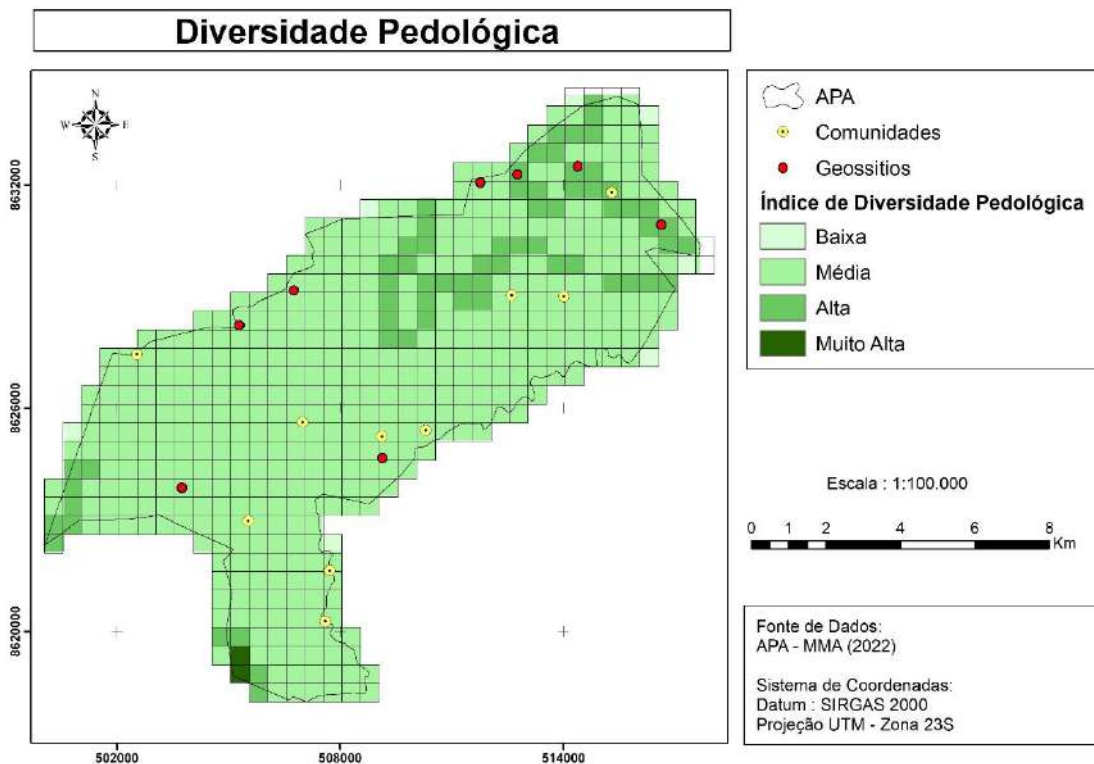 Diversidade Pedológica
N
W E
S
APA
Comunidades
Geossitios
Índice de Diversidade Pedológica
Baixa
Média
Alta
Muito Alta
8632000
8626000
8620000
502000 508000 514000
Escala : 1:100.000
0 1 2 4 6 8
Km
Fonte de Dados:
APA - MMA (2022)
Sistema de Coordenadas:
Datum : SIRGAS 2000
Projeção UTM - Zona 23S